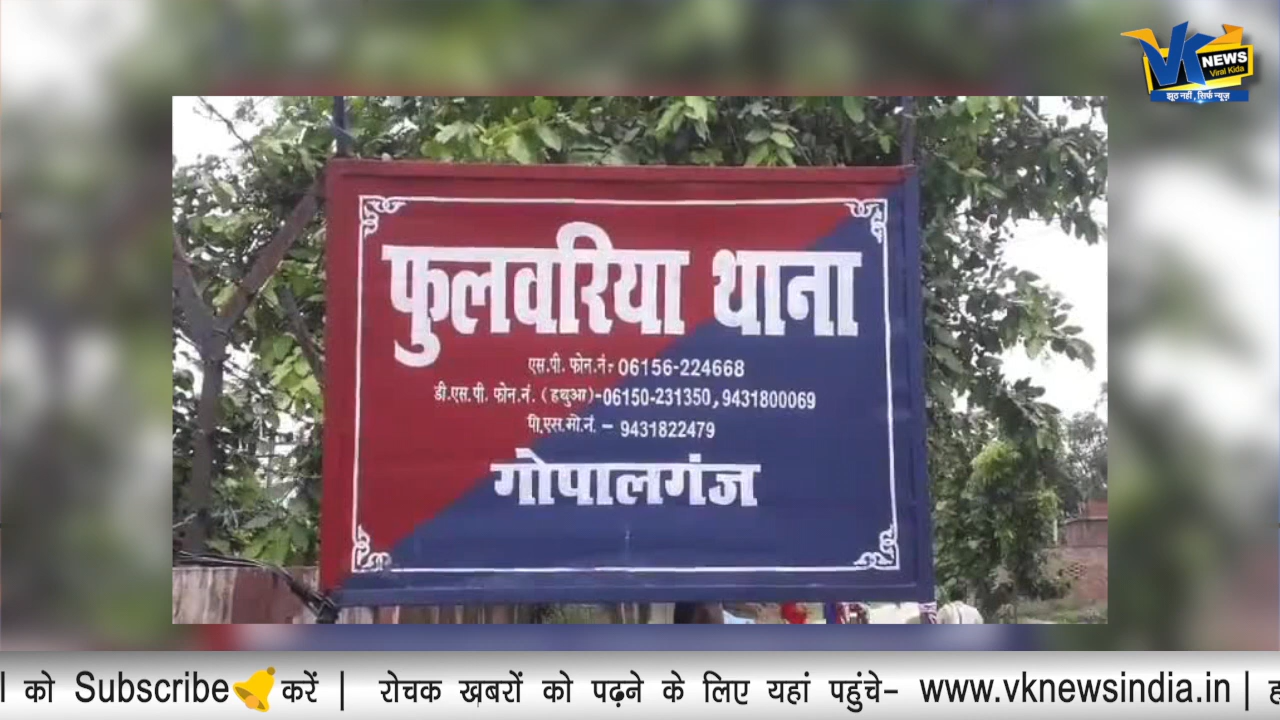 VK NEWS
Viral Kida
झूठ नहीं, सिर्फ न्यूज़
फुलवरिया थाना
एस.पी. फोन.नं: 06156-224668
डी.एस.पी. फोन.नं. (हथुआ)-06150-231350,9431800069
पी.एस.मो.नं. - 9431822479
गोपालगंज
को Subscribe करें | रोचक ख़बरों को पढ़ने के लिए यहां पहुंचे- www.vknewsindia.in |